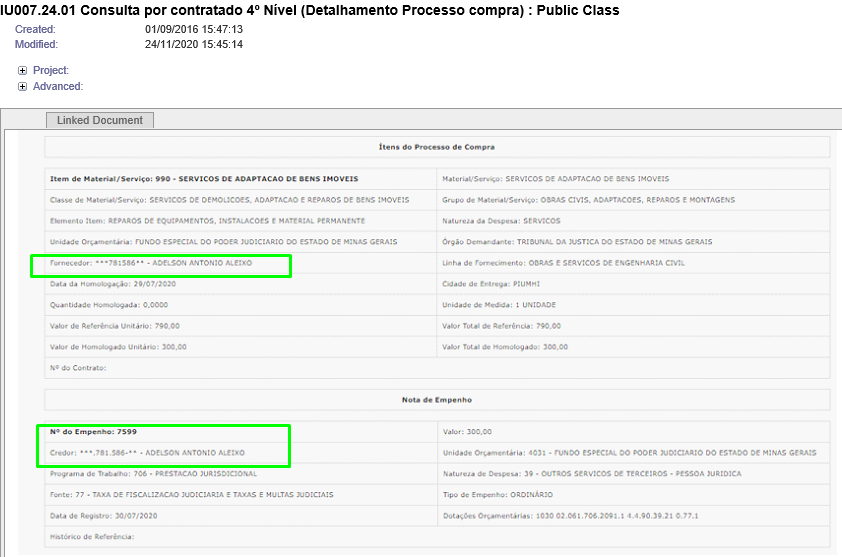 IU007.24.01 Consulta por contratado 4º Nível (Detalhamento Processo compra) : Public Class
Created: 01/09/2016 15:47:13
Modified: 24/11/2020 15:45:14
Project:
Advanced:
Linked Document
Ítens do Processo de Compra
Item de Material/Serviço: 990 - SERVICOS DE ADAPTACAO DE BENS IMOVEIS
Material/Serviço: SERVICOS DE ADAPTACAO DE BENS IMOVEIS
Classe de Material/Serviço: SERVICOS DE DEMOLICOES, ADAPTACAO E REPAROS DE BENS IMOVEIS
Grupo de Material/Serviço: OBRAS CIVIS, ADAPTACOES, REPAROS E MONTAGENS
Elemento Item: REPAROS DE EQUIPAMENTOS, INSTALACOES E MATERIAL PERMANENTE
Natureza da Despesa: SERVICOS
Unidade Orçamentária: FUNDO ESPECIAL DO PODER JUDICIARIO DO ESTADO DE MINAS GERAIS
Órgão Demandante: TRIBUNAL DA JUSTICA DO ESTADO DE MINAS GERAIS
Fornecedor: ***781586** - ADELSON ANTONIO ALEIXO
Linha de Fornecimento: OBRAS E SERVICOS DE ENGENHARIA CIVIL
Data da Homologação: 29/07/2020
Cidade de Entrega: PIUMHI
Quantidade Homologada: 0,0000
Unidade de Medida: 1 UNIDADE
Valor de Referência Unitário: 790,00
Valor Total de Referência: 790,00
Valor de Homologado Unitário: 300,00
Valor Total de Homologado: 300,00
Nº do Contrato:
Nota de Empenho
Nº do Empenho: 7599
Valor: 300,00
Credor: ***.781.586-** - ADELSON ANTONIO ALEIXO
Unidade Orçamentária: 4031 - FUNDO ESPECIAL DO PODER JUDICIARIO DO ESTADO DE MINAS GERAIS
Programa de Trabalho: 706 - PRESTACAO JURISDICIONAL
Natureza de Despesa: 39 - OUTROS SERVICOS DE TERCEIROS - PESSOA JURIDICA
Fonte: 77 - TAXA DE FISCALIZACAO JUDICIARIA E TAXAS E MULTAS JUDICIAIS
Tipo de Empenho: ORDINÁRIO
Data de Registro: 30/07/2020
Dotações Orçamentárias: 1030 02.061.706.2091.1 4.4.90.39.21 0.77.1
Histórico de Referência: